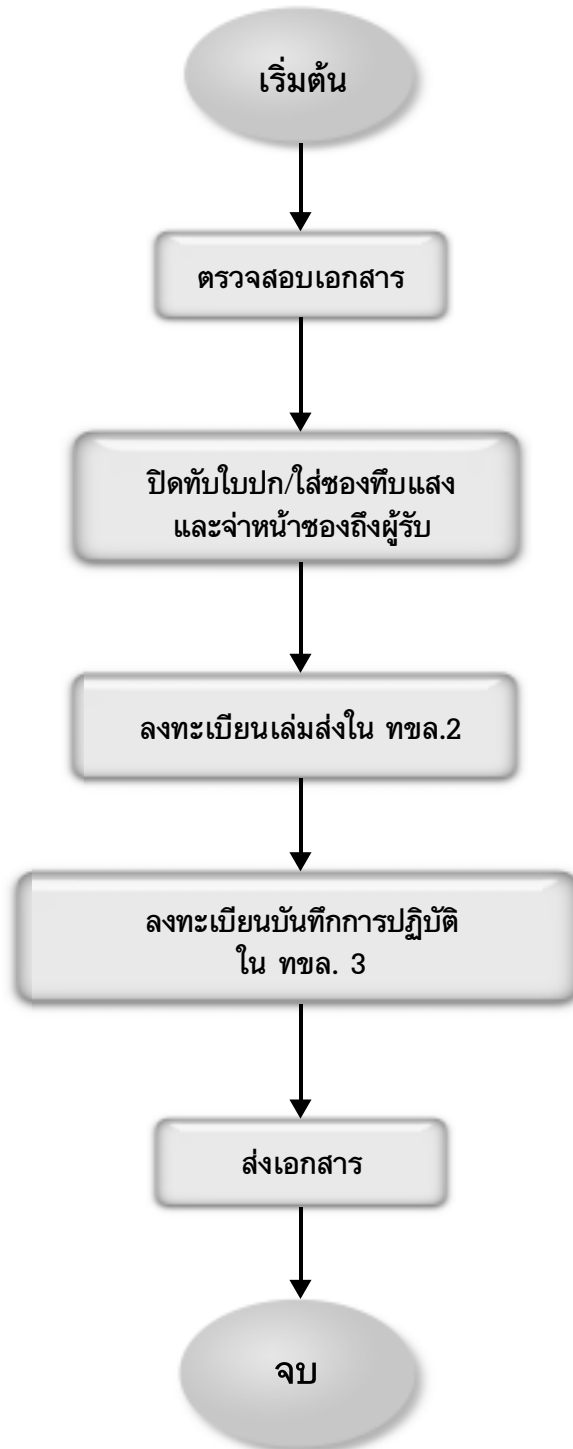 เริ่มต้น
ตรวจสอบเอกสาร
ปิดทับใบปก/ใส่ซองทึบแสง
และจ่าหน้าซองถึงผู้รับ
ลงทะเบียนเล่มส่งใน ทขล.2
ลงทะเบียนบันทึกการปฏิบัติ
ใน ทขล. 3
ส่งเอกสาร
จบ